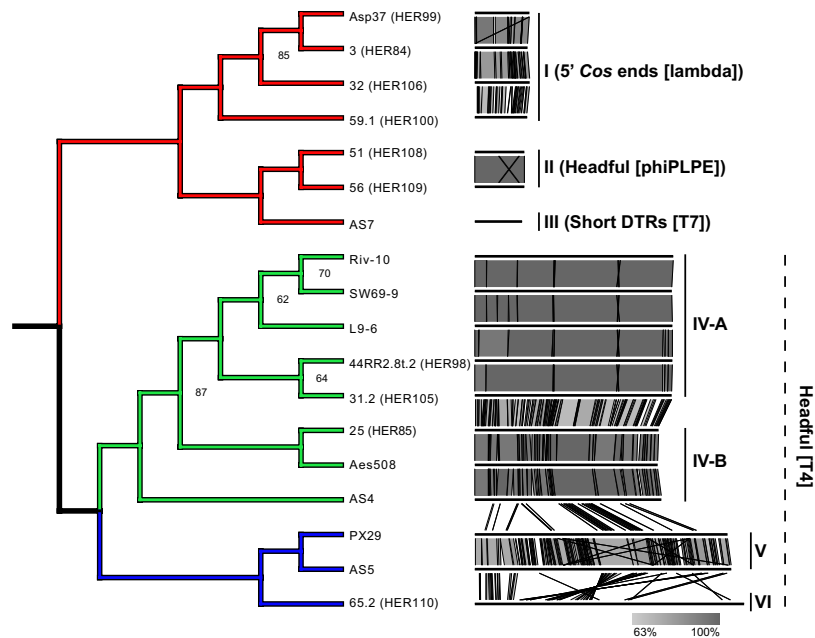 Asp37 (HER99)
3 (HER84)
85
32 (HER106)
59.1 (HER100)
I (5' Cos ends [lambda])
51 (HER108)
56 (HER109)
II (Headful [phiPLPE])
AS7
III (Short DTRs [T7])
Riv-10
70
SW69-9
62
L9-6
44RR2.8t.2 (HER98)
64
31.2 (HER105)
87
IV-A
25 (HER85)
Aes508
AS4
IV-B
Headful [T4]
PX29
AS5
V
65.2 (HER110)
VI
63% 100%